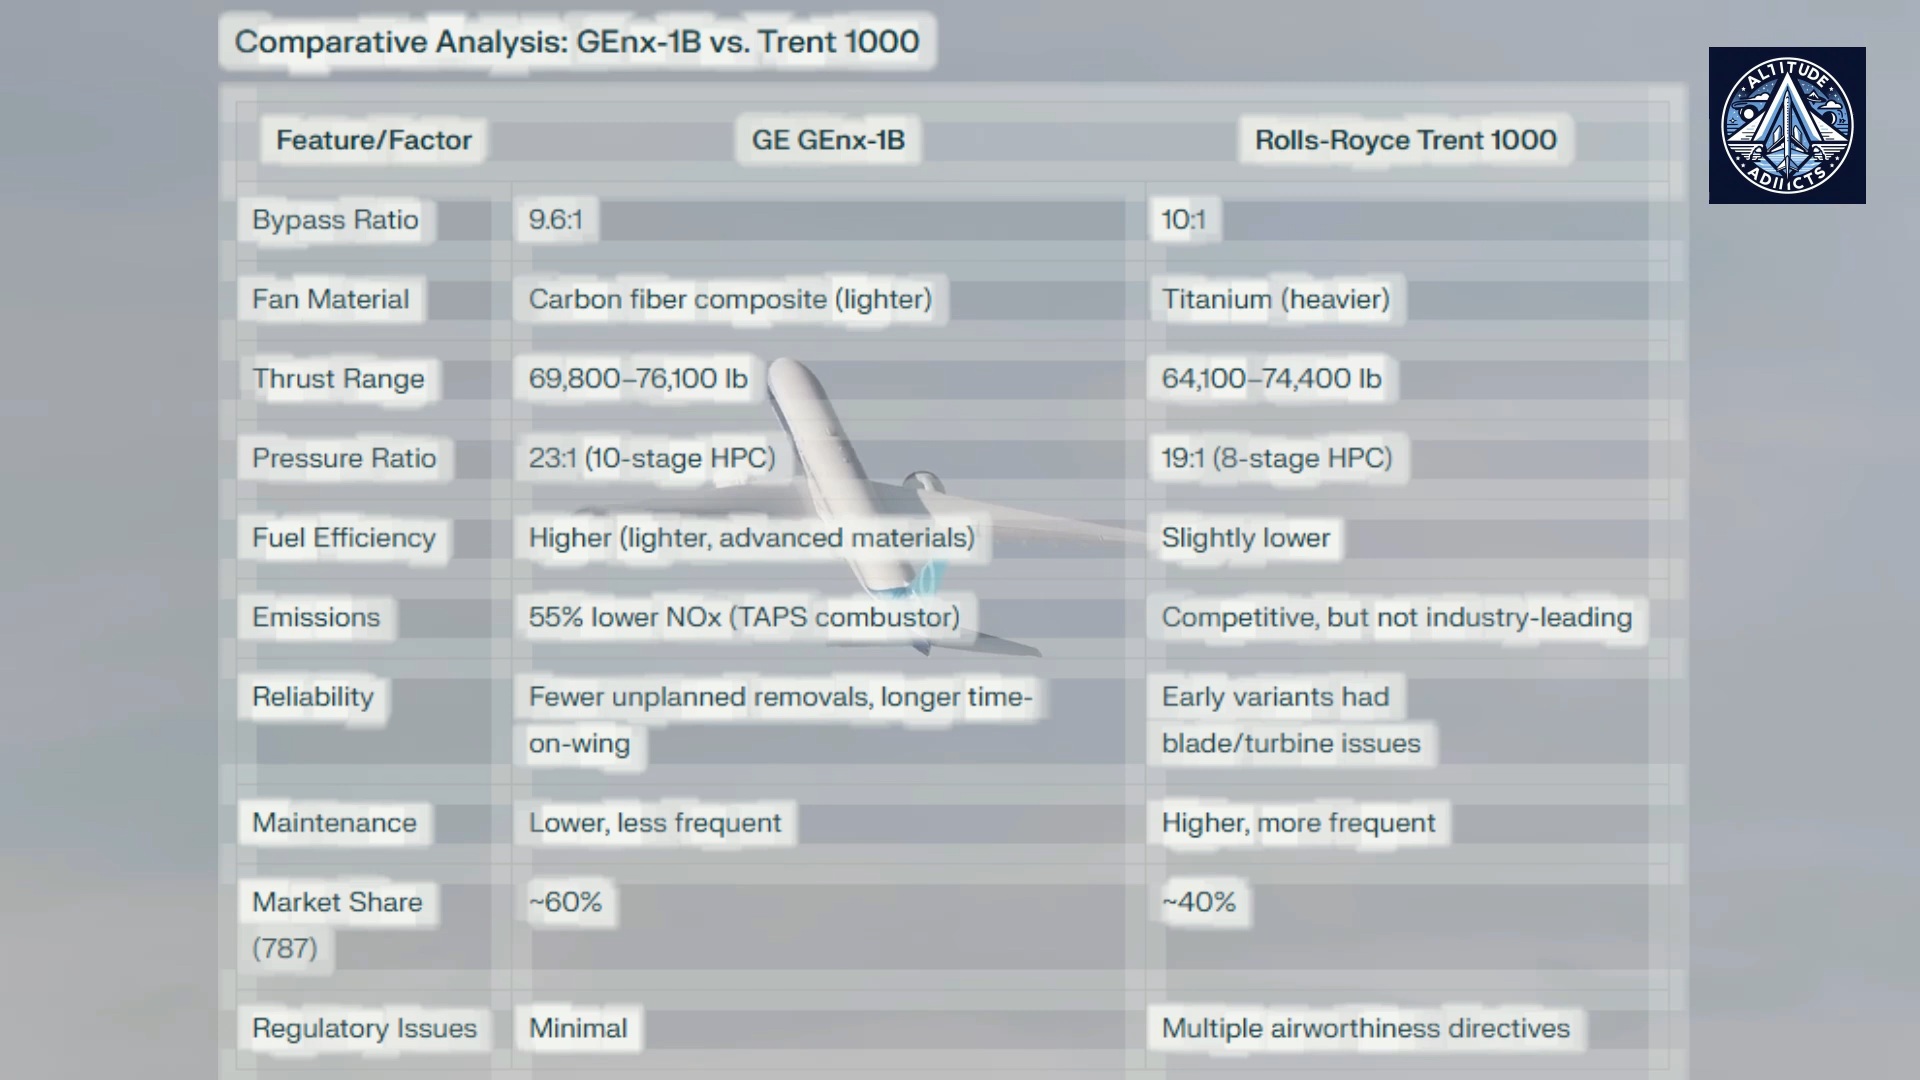 Comparative Analysis: GEnx-1B vs. Trent 1000
ALTITUDE
ADIICTS
Feature/Factor GE GEnx-1B Rolls-Royce Trent 1000
Bypass Ratio 9.6:1 10:1
Fan Material Carbon fiber composite (lighter) Titanium (heavier)
Thrust Range 69,800–76,100 lb 64,100–74,400 lb
Pressure Ratio 23:1 (10-stage HPC) 19:1 (8-stage HPC)
Fuel Efficiency Higher (lighter, advanced materials) Slightly lower
Emissions 55% lower NOx (TAPS combustor) Competitive, but not industry-leading
Reliability Fewer unplanned removals, longer time- Early variants had
on-wing blade/turbine issues
Maintenance Lower, less frequent Higher, more frequent
Market Share ~60% ~40%
(787)
Regulatory Issues Minimal Multiple airworthiness directives